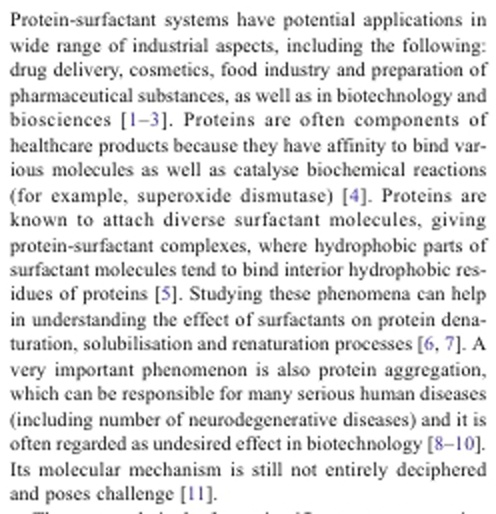 Protein-surfactant systems have potential applications in
wide range of industrial aspects, including the following:
drug delivery, cosmetics, food industry and preparation of
pharmaceutical substances, as well as in biotechnology and
biosciences [1–3]. Proteins are often components of
healthcare products because they have affinity to bind var-
ious molecules as well as catalyse biochemical reactions
(for example, superoxide dismutase) [4]. Proteins are
known to attach diverse surfactant molecules, giving
protein-surfactant complexes, where hydrophobic parts of
surfactant molecules tend to bind interior hydrophobic res-
idues of proteins [5]. Studying these phenomena can help
in understanding the effect of surfactants on protein dena-
turation, solubilisation and renaturation processes [6, 7]. A
very important phenomenon is also protein aggregation,
which can be responsible for many serious human diseases
(including number of neurodegenerative diseases) and it is
often regarded as undesired effect in biotechnology [8–10].
Its molecular mechanism is still not entirely deciphered
and poses challenge [11].